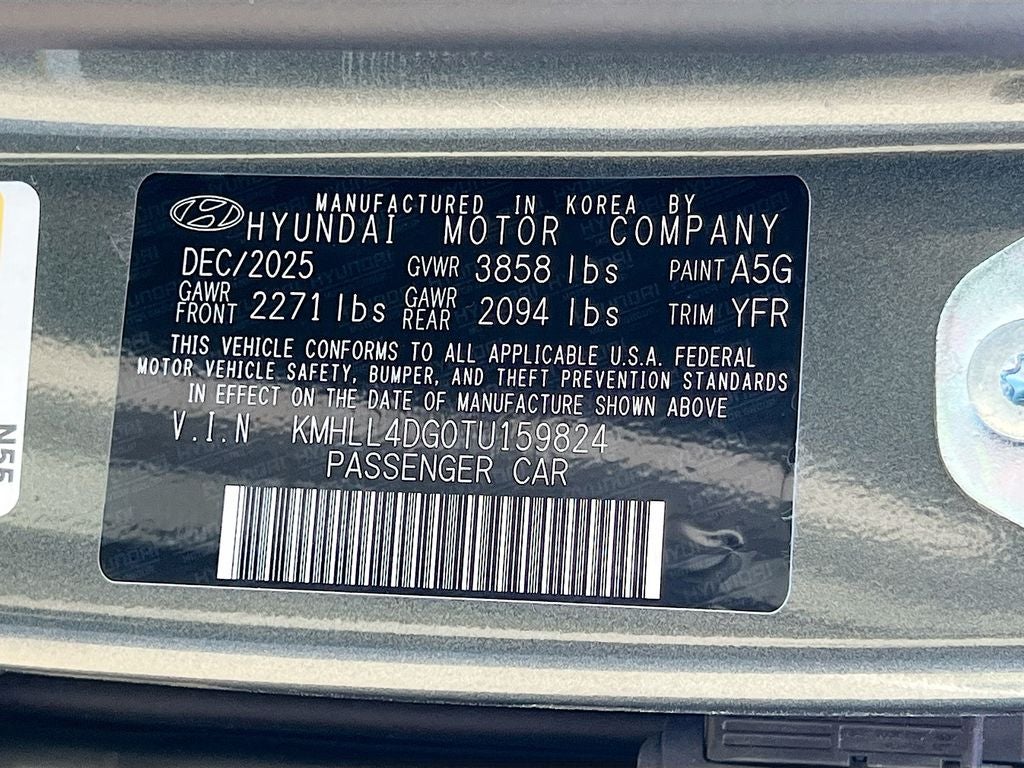 MANUFACTURED IN KOREA BY
HYUNDAI MOTOR COMPANY
DEC/2025 GVWR 3858 lbs PAINT A5G
GAWR FRONT 2271 lbs GAWR REAR 2094 lbs TRIM YFR
THIS VEHICLE CONFORMS TO ALL APPLICABLE U.S.A. FEDERAL
MOTOR VEHICLE SAFETY, BUMPER, AND THEFT PREVENTION STANDARDS
IN EFFECT ON THE DATE OF MANUFACTURE SHOWN ABOVE
V.I.N KMHLL4DG0TU159824
PASSENGER CAR
N55